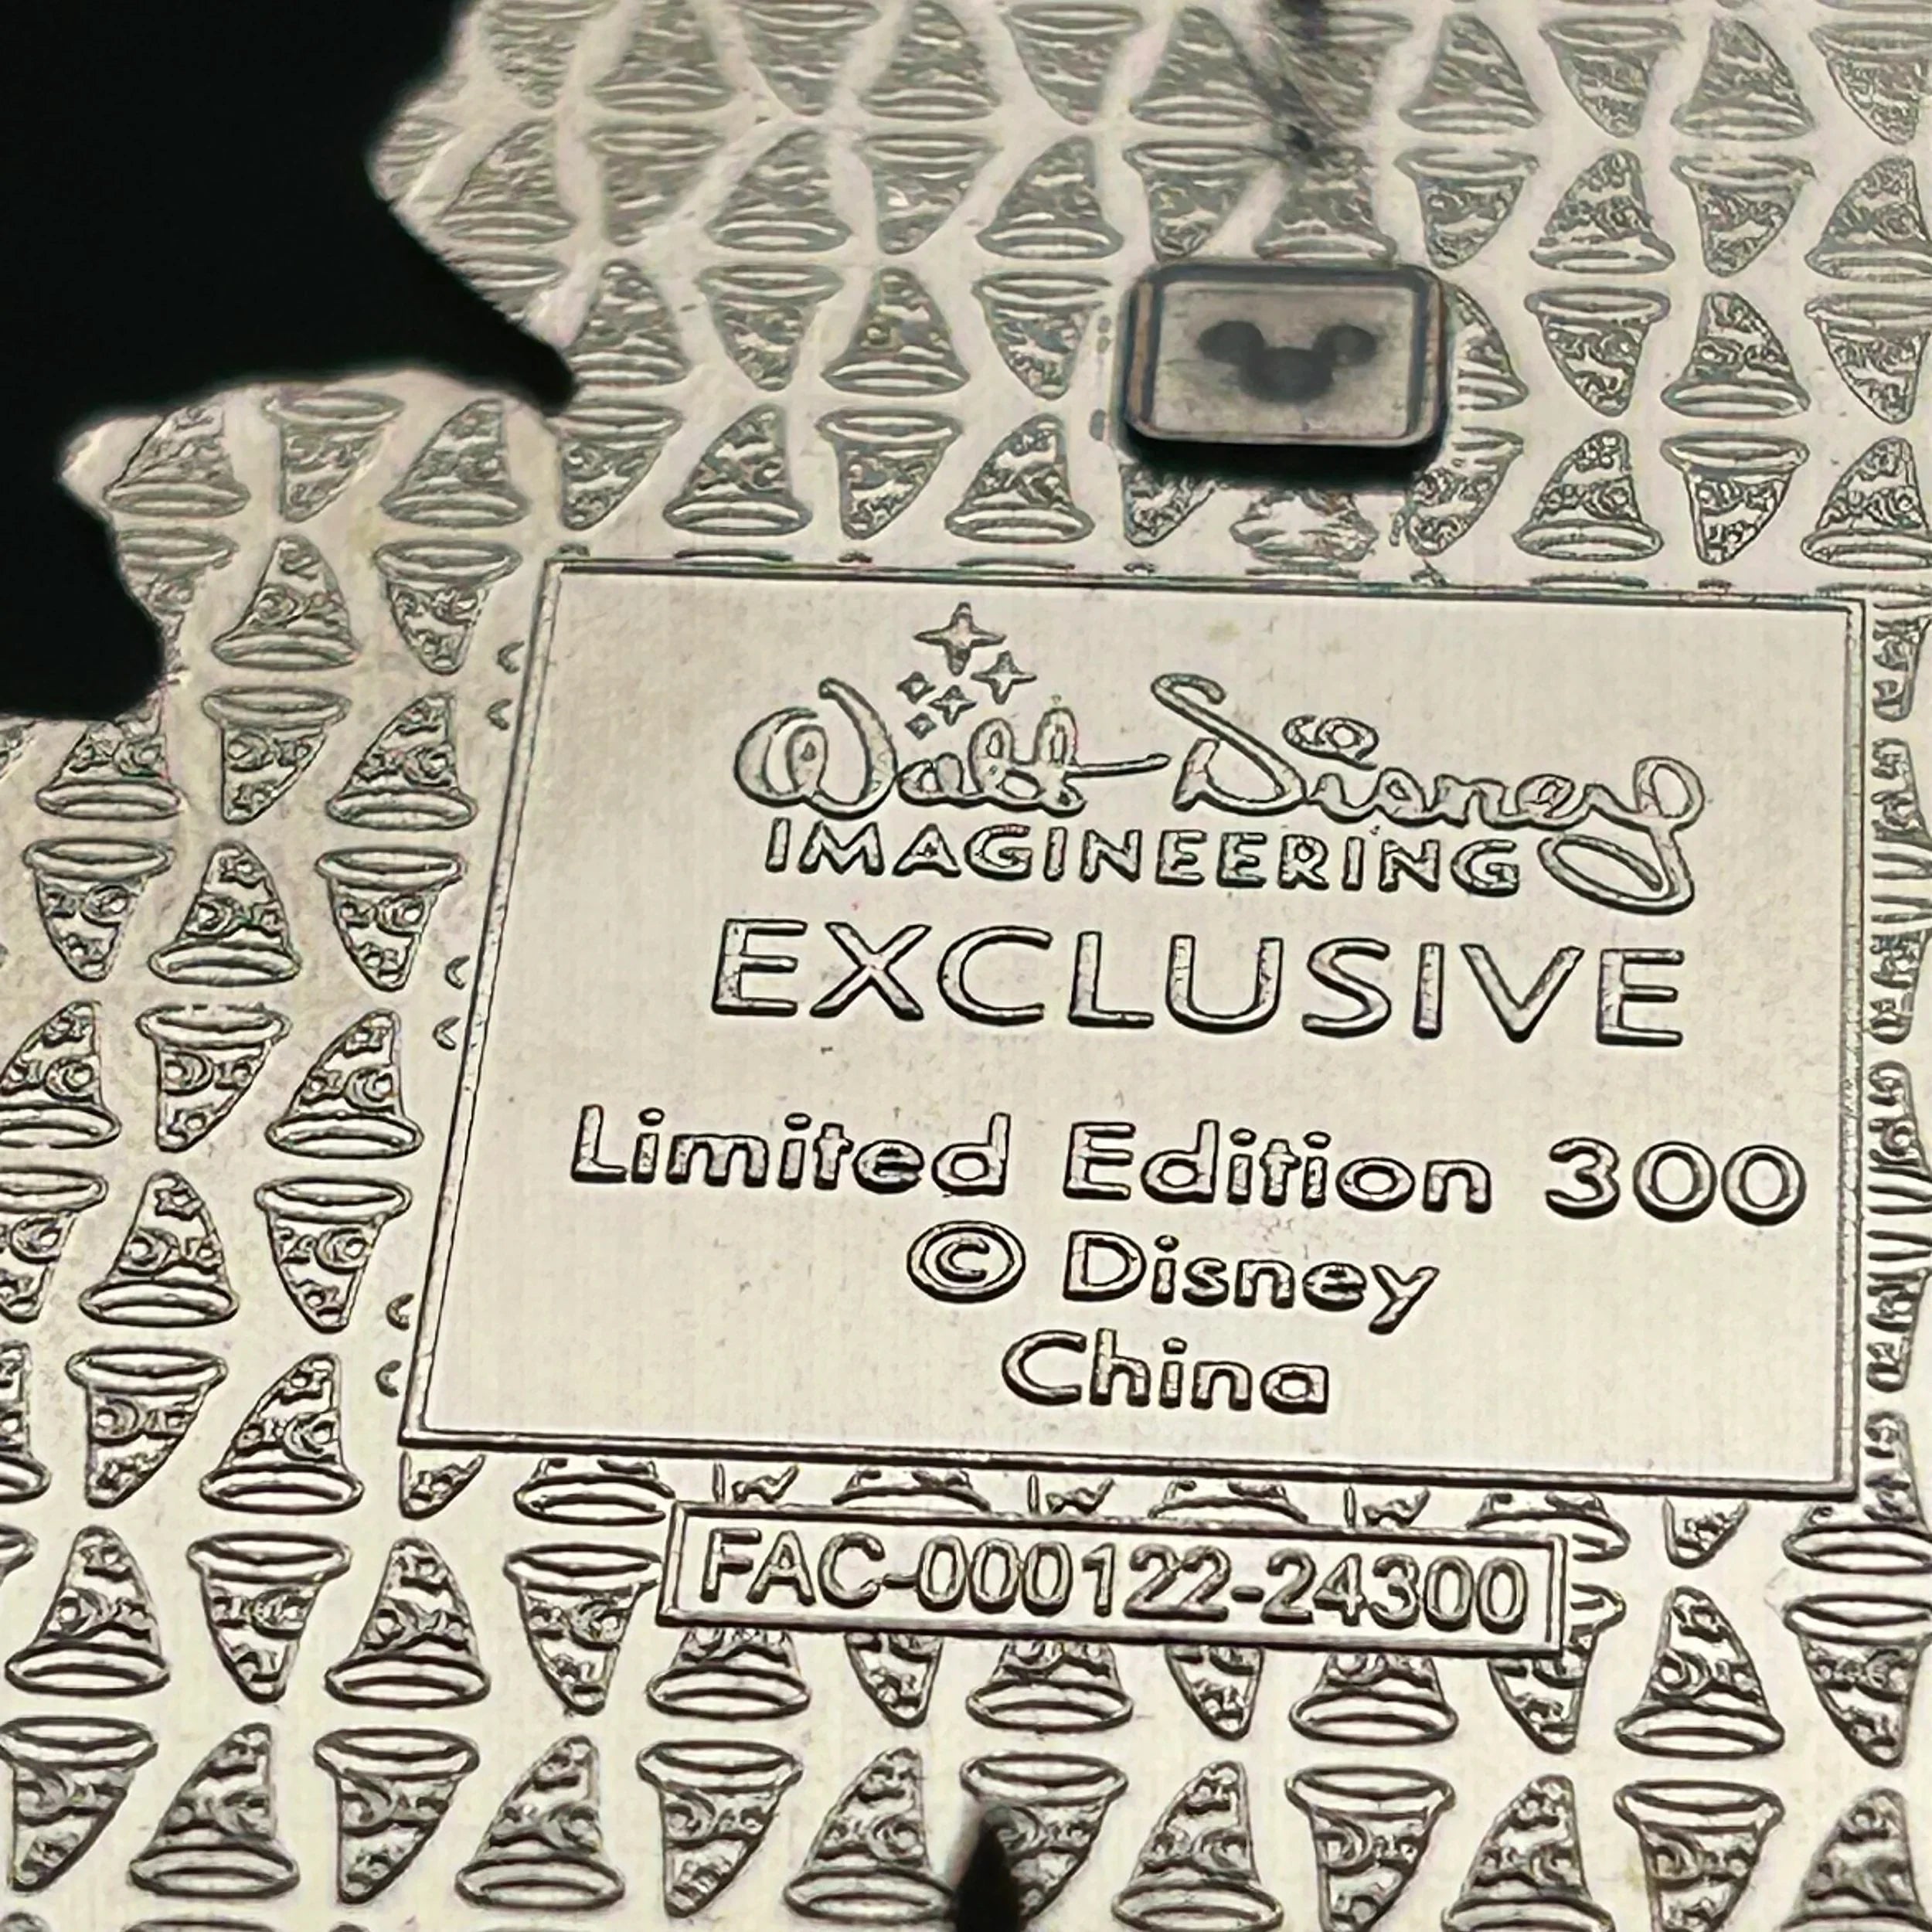 Walt Disney
IMAGINEERING
EXCLUSIVE
Limited Edition 300
© Disney
China
FAC-000122-24300